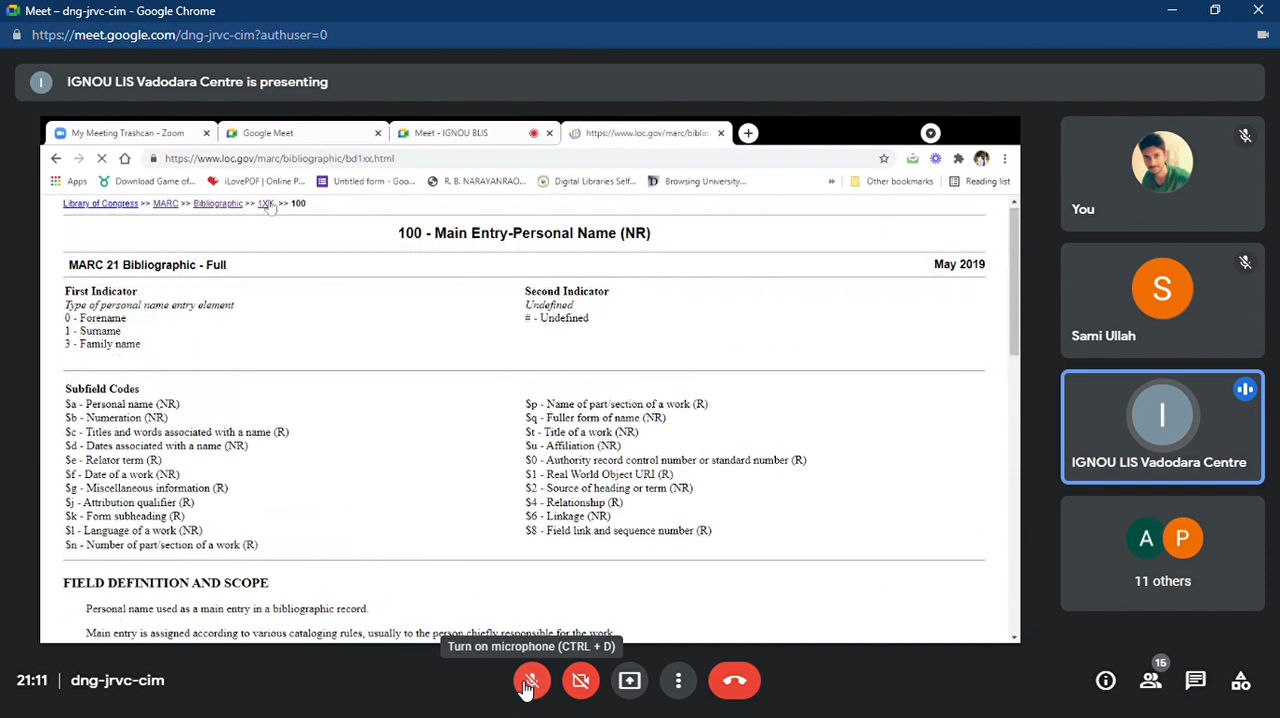 Meet – dng-jrvc-cim - Google Chrome
https://meet.google.com/dng-jrvc-cim?authuser=0
I IGNOU LIS Vadodara Centre is presenting
My Meeting Trashcan - Zoom
Google Meet
Meet - IGNOU BLIS
https://www.loc.gov/marc/biblio
https://www.loc.gov/marc/bibliographic/bd1xx.html
Apps
Download Game of...
iLovePDF | Online P...
Untitled form - Goo...
R. B. NARAYANRAO...
Digital Libraries Self...
Browsing University...
»
Other bookmarks
Reading list
Library of Congress >> MARC >> Bibliographic >> 1XX >> 100
100 - Main Entry-Personal Name (NR)
MARC 21 Bibliographic - Full
May 2019
First Indicator
Type of personal name entry element
0 - Forename
1 - Surname
3 - Family name
Second Indicator
Undefined
# - Undefined
Subfield Codes
$a - Personal name (NR)
$b - Numeration (NR)
$c - Titles and words associated with a name (R)
$d - Dates associated with a name (NR)
$e - Relator term (R)
$f - Date of a work (NR)
$g - Miscellaneous information (R)
$j - Attribution qualifier (R)
$k - Form subheading (R)
$l - Language of a work (NR)
$n - Number of part/section of a work (R)
$p - Name of part/section of a work (R)
$q - Fuller form of name (NR)
$t - Title of a work (NR)
$u - Affiliation (NR)
$0 - Authority record control number or standard number (R)
$1 - Real World Object URI (R)
$2 - Source of heading or term (NR)
$4 - Relationship (R)
$6 - Linkage (NR)
$8 - Field link and sequence number (R)
FIELD DEFINITION AND SCOPE
Personal name used as a main entry in a bibliographic record.
Main entry is assigned according to various cataloging rules, usually to the person chiefly responsible for the work.
Turn on microphone (CTRL + D)
You
S
Sami Ullah
I
IGNOU LIS Vadodara Centre
A P
11 others
21:11 | dng-jrvc-cim
15